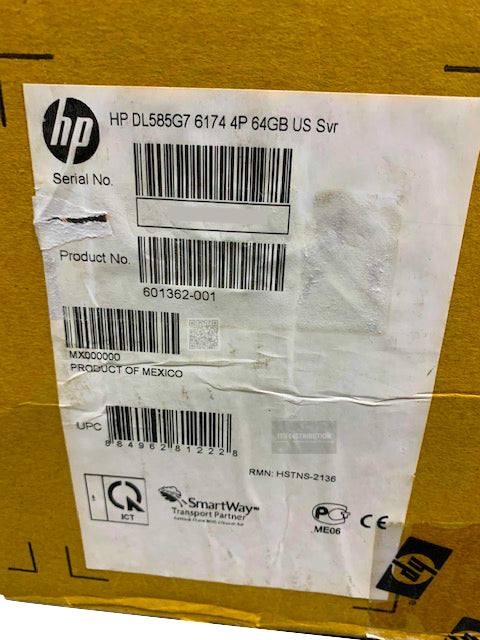 hp
HP DL585G7 6174 4P 64GB US Svr
Serial No.
Product No.
601362-001
MX000000
PRODUCT OF MEXICO
UPC
8 84962 81222 8
ITS DISTRIBUTION
RMN: HSTNS-2136
ICT
SmartWay
Transport Partner
PC
ME06
CE
hp